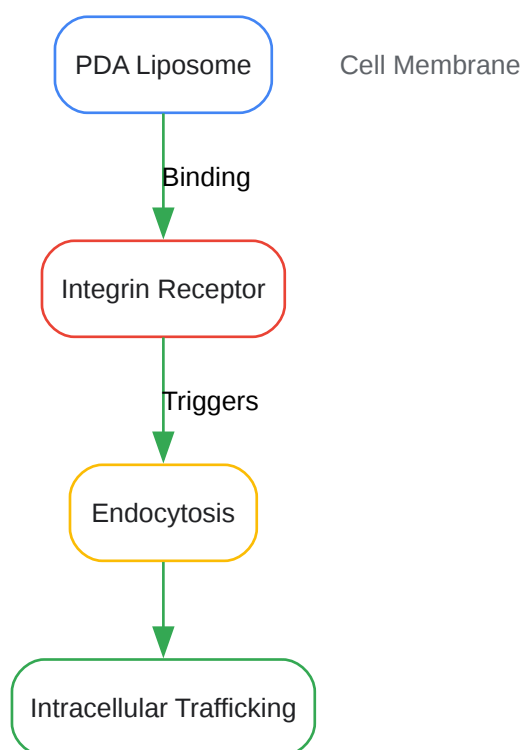 PDA Liposome
Cell Membrane
Binding
Integrin Receptor
Triggers
Endocytosis
Intracellular Trafficking